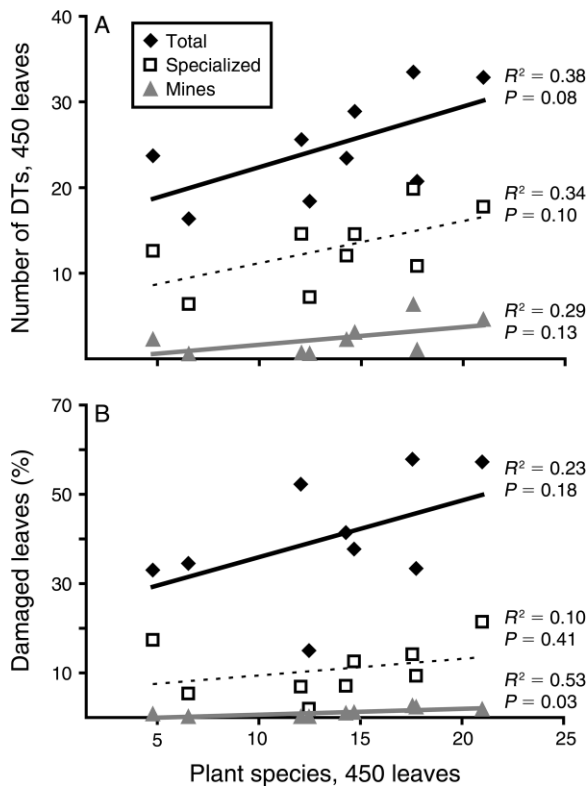 A
Total
Specialized
Mines
Number of DTs, 450 leaves
40
30
20
10
R² = 0.38
P = 0.08
R² = 0.34
P = 0.10
R² = 0.29
P = 0.13
B
Damaged leaves (%)
70
50
30
10
R² = 0.23
P = 0.18
R² = 0.10
P = 0.41
R² = 0.53
P = 0.03
5 10 15 20 25
Plant species, 450 leaves